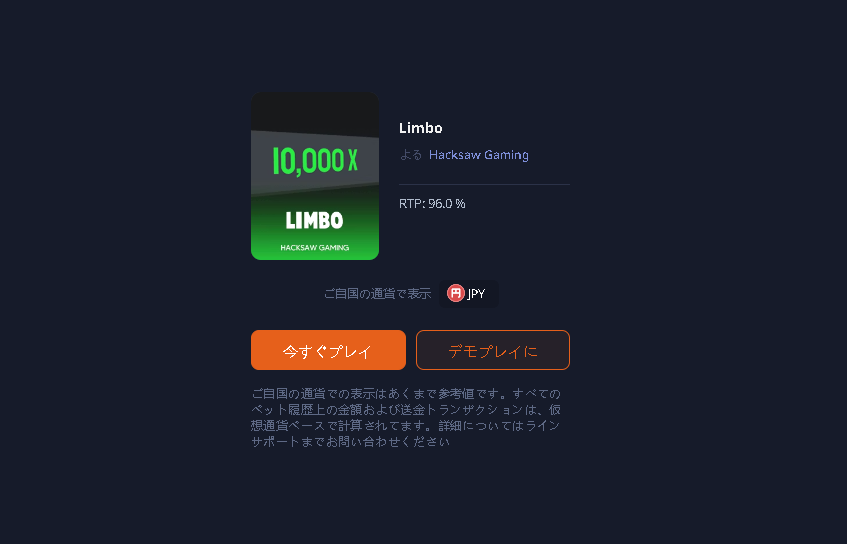 10,000 X
LIMBO
HACKSAW GAMING
Limbo
よる Hacksaw Gaming
RTP: 96.0 %
ご自国の通貨で表示 円 JPY
今すぐプレイ
デモプレイに
ご自国の通貨での表示はあくまで参考値です。すべての
ベット履歴上の金額および送金トランザクションは、仮
想通貨ベースで計算されてます。詳細についてはライン
サポートまでお問い合わせください